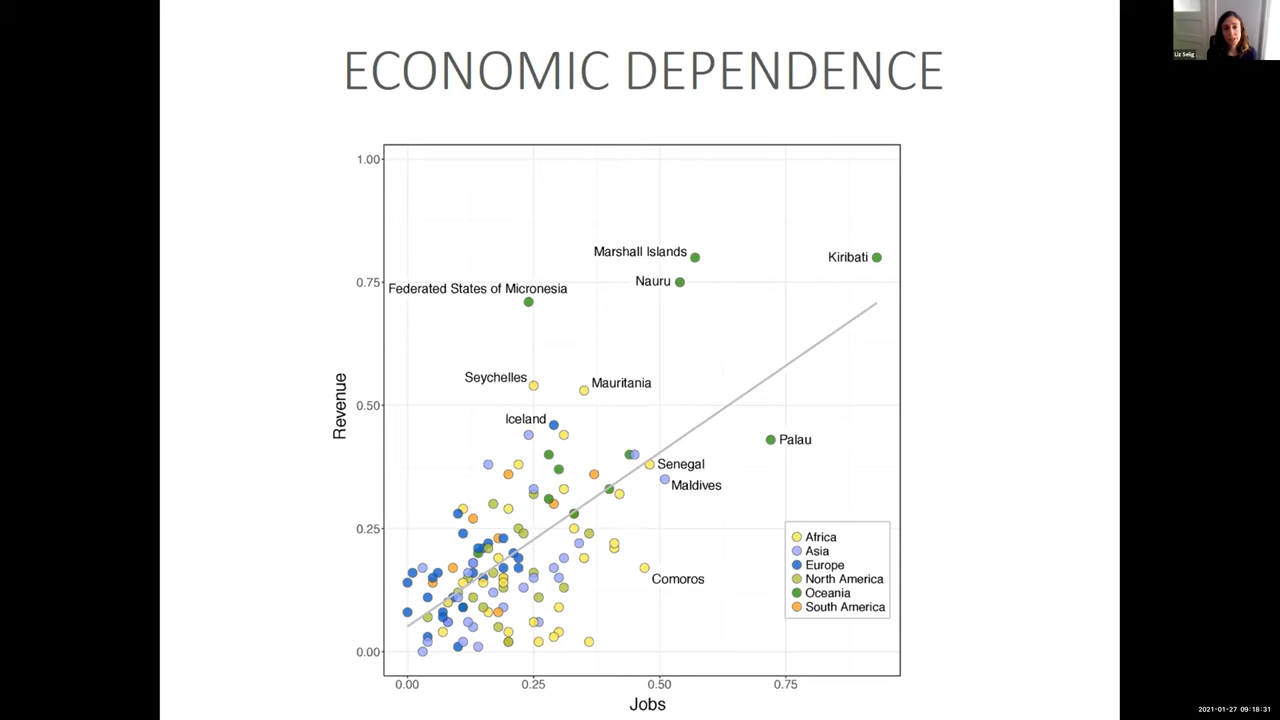 ECONOMIC DEPENDENCE
Liz Selig
1.00
Marshall Islands
Kiribati
Nauru
0.75
Federated States of Micronesia
Seychelles
Mauritania
Revenue
0.50
Iceland
Palau
Senegal
Maldives
0.25
Africa
Asia
Europe
North America
Oceania
South America
Comoros
0.00
0.00 0.25 0.50 0.75
Jobs
2021-01-27 09:18:31